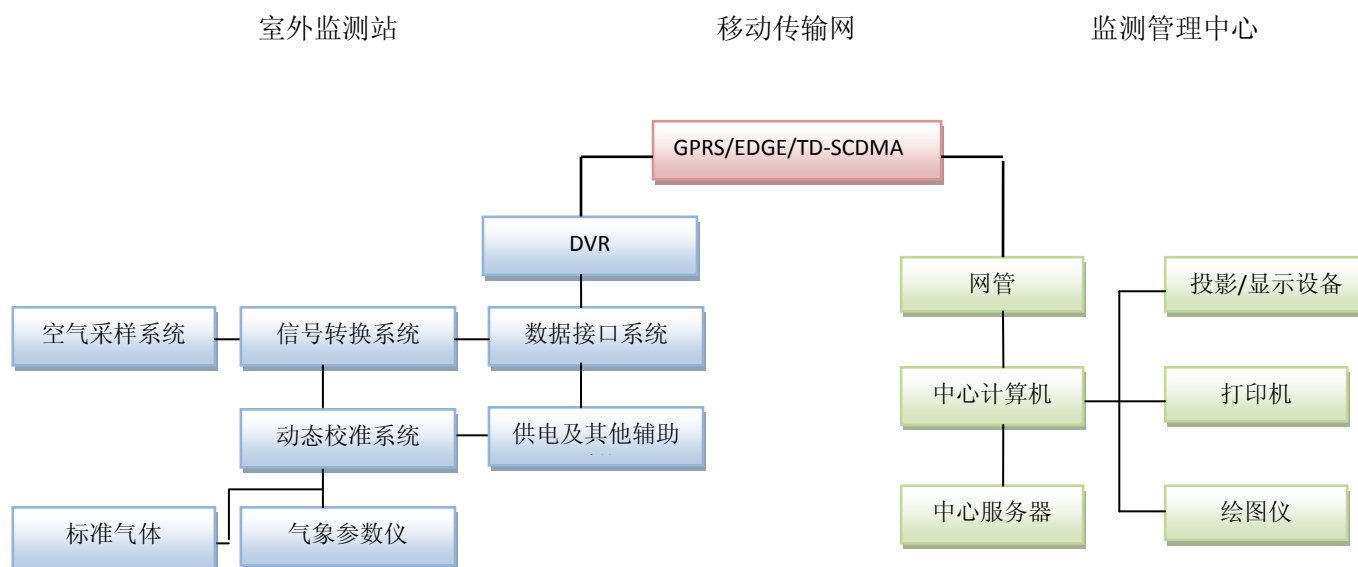 室外监测站
移动传输网
监测管理中心
GPRS/EDGE/TD-SCDMA
DVR
网管
投影/显示设备
空气采样系统
信号转换系统
数据接口系统
中心计算机
打印机
动态校准系统
供电及其他辅助
中心服务器
绘图仪
标准气体
气象参数仪